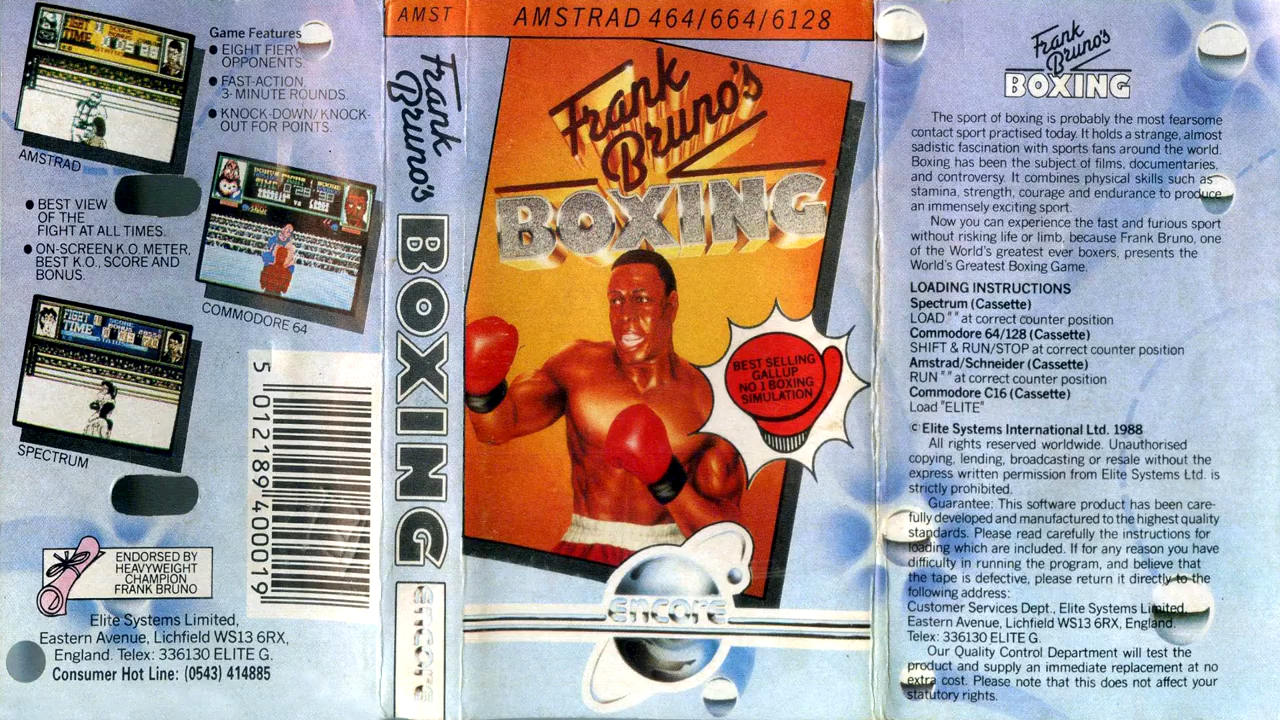 Game Features
● EIGHT FIERY
OPPONENTS.
● FAST-ACTION,
3-MINUTE ROUNDS.
● KNOCK-DOWN/KNOCK-
OUT FOR POINTS.
AMSTRAD
● BEST VIEW
OF THE
FIGHT AT ALL TIMES.
● ON-SCREEN K.O. METER,
BEST K.O., SCORE AND
BONUS.
COMMODORE 64
FIGHT
TIME
SPECTRUM
5 012189 400019
ENDORSED BY
HEAVYWEIGHT
CHAMPION
FRANK BRUNO
Elite Systems Limited,
Eastern Avenue, Lichfield WS13 6RX,
England. Telex: 336130 ELITE G.
Consumer Hot Line: (0543) 414885
AMST
Frank
Bruno's
BOXING
encore
AMSTRAD 464/664/6128
Frank
Bruno's
BOXING
BEST SELLING
GALLUP
NO 1 BOXING
SIMULATION
encore
Frank
Bruno's
BOXING
The sport of boxing is probably the most fearsome
contact sport practised today. It holds a strange, almost
sadistic fascination with sports fans around the world.
Boxing has been the subject of films, documentaries,
and controversy. It combines physical skills such as
stamina, strength, courage and endurance to produce
an immensely exciting sport.
Now you can experience the fast and furious sport
without risking life or limb, because Frank Bruno, one
of the World's greatest ever boxers, presents the
World's Greatest Boxing Game.
LOADING INSTRUCTIONS
Spectrum (Cassette)
LOAD " " at correct counter position
Commodore 64/128 (Cassette)
SHIFT & RUN/STOP at correct counter position
Amstrad/Schneider (Cassette)
RUN " " at correct counter position
Commodore C16 (Cassette)
Load "ELITE"
© Elite Systems International Ltd. 1988
All rights reserved worldwide. Unauthorised
copying, lending, broadcasting or resale without the
express written permission from Elite Systems Ltd. is
strictly prohibited.
Guarantee: This software product has been care-
fully developed and manufactured to the highest quality
standards. Please read carefully the instructions for
loading which are included. If for any reason you have
difficulty in running the program, and believe that
the tape is defective, please return it directly to the
following address:
Customer Services Dept., Elite Systems Limited,
Eastern Avenue, Lichfield WS13 6RX, England.
Telex: 336130 ELITE G.
Our Quality Control Department will test the
product and supply an immediate replacement at no
extra cost. Please note that this does not affect your
statutory rights.